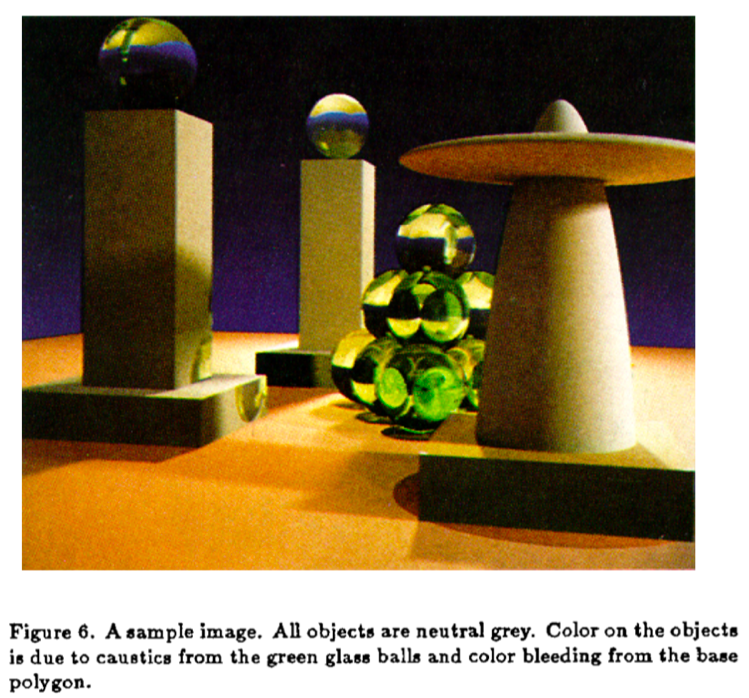 Figure 6. A sample image. All objects are neutral grey. Color on the objects
is due to caustics from the green glass balls and color bleeding from the base
polygon.